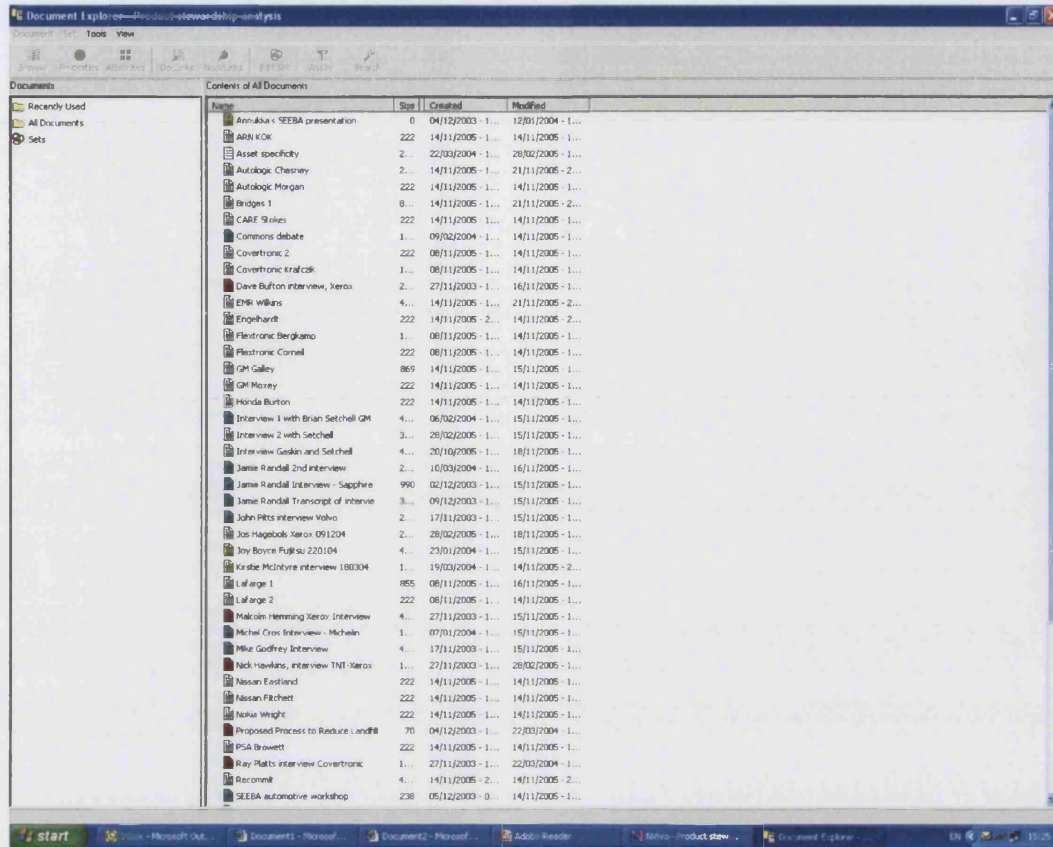 Document Explorer - Product stewardship analysis
Document Set Tools View
Browse Properties Attributes DocLinks NodeLinks Edit Set Assay Search
Documents
Contents of All Documents
Recently Used
All Documents
Sets
Name Size Created Modified
Annukka's SEEBA presentation 0 04/12/2003 - 1... 12/01/2004 - 1...
ARN KOK 222 14/11/2005 - 1... 14/11/2005 - 1...
Asset specificity 2... 22/03/2004 - 1... 28/02/2005 - 1...
Autologic Chesney 2... 14/11/2005 - 1... 21/11/2005 - 2...
Autologic Morgan 222 14/11/2005 - 1... 14/11/2005 - 1...
Bridges 1 8... 14/11/2005 - 1... 21/11/2005 - 2...
CARE Stokes 222 14/11/2005 - 1... 14/11/2005 - 1...
Commons debate 1... 09/02/2004 - 1... 14/11/2005 - 1...
Covertronic 2 222 08/11/2005 - 1... 14/11/2005 - 1...
Covertronic Krafczik 1... 08/11/2005 - 1... 14/11/2005 - 1...
Dave Bufton interview, Xerox 2... 27/11/2003 - 1... 16/11/2005 - 1...
EMR Wilkins 4... 14/11/2005 - 1... 21/11/2005 - 2...
Engelhardt 222 14/11/2005 - 2... 14/11/2005 - 2...
Flextronic Bergkamp 1... 08/11/2005 - 1... 14/11/2005 - 1...
Flextronic Corneil 222 08/11/2005 - 1... 14/11/2005 - 1...
GM Galley 869 14/11/2005 - 1... 15/11/2005 - 1...
GM Moxey 222 14/11/2005 - 1... 14/11/2005 - 1...
Honda Burton 222 14/11/2005 - 1... 14/11/2005 - 1...
Interview 1 with Brian Setchell GM 4... 06/02/2004 - 1... 15/11/2005 - 1...
Interview 2 with Setchell 3... 28/02/2005 - 1... 15/11/2005 - 1...
Interview Gaskin and Setchell 4... 20/10/2005 - 1... 18/11/2005 - 1...
Jamie Randall 2nd interview 2... 10/03/2004 - 1... 16/11/2005 - 1...
Jamie Randall Interview - Sapphire 990 02/12/2003 - 1... 15/11/2005 - 1...
Jamie Randall Transcript of intervie 3... 09/12/2003 - 1... 15/11/2005 - 1...
John Pitts interview Volvo 2... 17/11/2003 - 1... 15/11/2005 - 1...
Jos Hagebols Xerox 091204 2... 28/02/2005 - 1... 18/11/2005 - 1...
Joy Boyce Fujitsu 220104 4... 23/01/2004 - 1... 15/11/2005 - 1...
Kirstie McIntyre interview 180304 1... 19/03/2004 - 1... 14/11/2005 - 2...
Lafarge 1 855 08/11/2005 - 1... 16/11/2005 - 1...
Lafarge 2 222 08/11/2005 - 1... 14/11/2005 - 1...
Malcolm Hemming Xerox Interview 4... 27/11/2003 - 1... 15/11/2005 - 1...
Michel Cros Interview - Michelin 1... 07/01/2004 - 1... 15/11/2005 - 1...
Mike Godfrey Interview 4... 17/11/2003 - 1... 15/11/2005 - 1...
Nick Hawkins, interview TNT-Xerox 1... 27/11/2003 - 1... 28/02/2005 - 1...
Nissan Eastland 222 14/11/2005 - 1... 14/11/2005 - 1...
Nissan Fitchett 222 14/11/2005 - 1... 14/11/2005 - 1...
Nokia Wright 222 14/11/2005 - 1... 14/11/2005 - 1...
Proposed Process to Reduce Landfill 70 04/12/2003 - 1... 22/03/2004 - 1...
PSA Browett 222 14/11/2005 - 1... 14/11/2005 - 1...
Ray Platts interview Covertronic 1... 27/11/2003 - 1... 22/03/2004 - 1...
Recommit 4... 14/11/2005 - 2... 14/11/2005 - 2...
SEEBA automotive workshop 238 05/12/2003 - 0... 14/11/2005 - 1...
start Inbox - Microsoft Out... Document1 - Microsof... Document2 - Microsof... Adobe Reader NVivo - Product stew... Document Explorer - ... EN 15:25